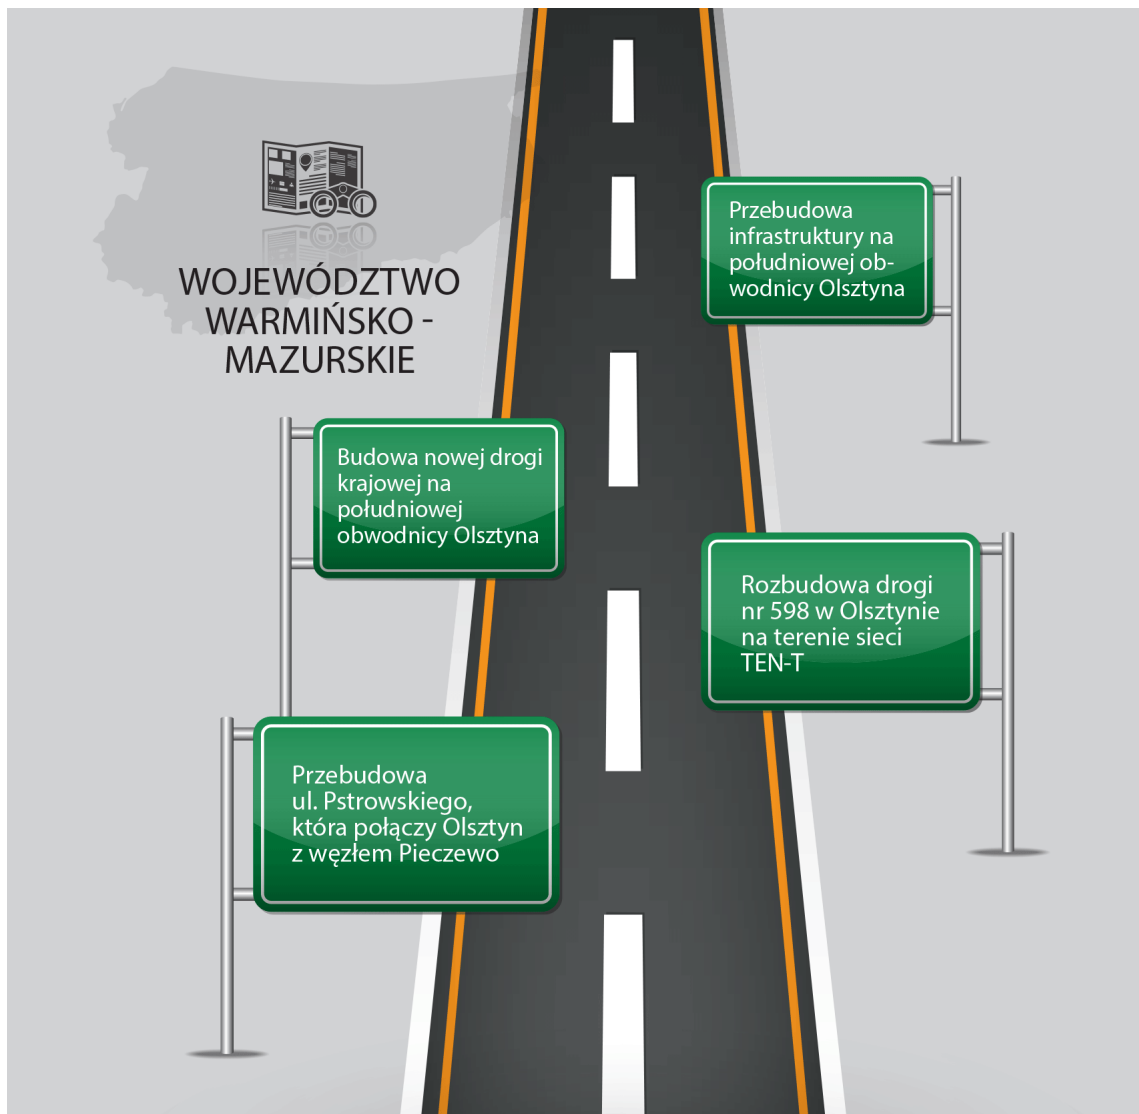 WOJEWÓDZTWO
WARMIŃSKO -
MAZURSKIE
Przebudowa
infrastruktury na
południowej ob-
wodnicy Olsztyna
Budowa nowej drogi
krajowej na
południowej
obwodnicy Olsztyna
Rozbudowa drogi
nr 598 w Olsztynie
na terenie sieci
TEN-T
Przebudowa
ul. Pstrowskiego,
która połączy Olsztyn
z węzłem Pieczewo